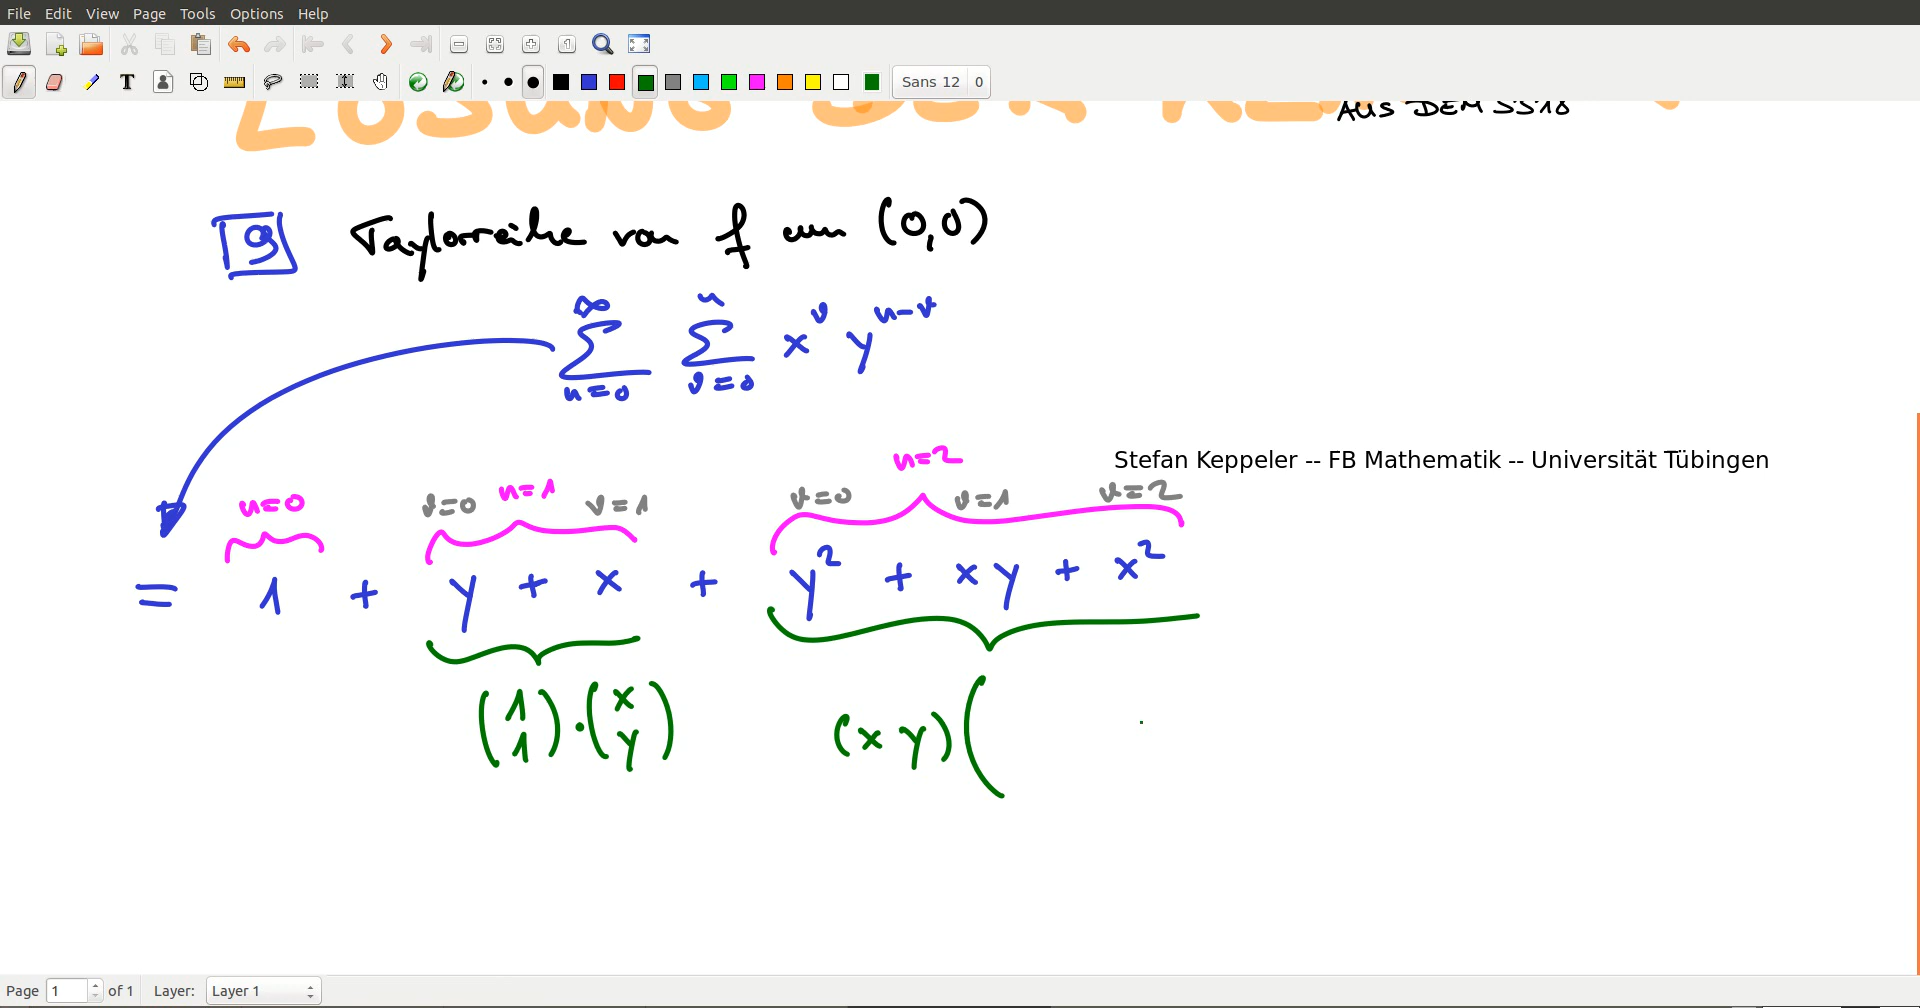 File Edit View Page Tools Options Help
Sans 12 0
AUS DEM SS18
9 Taylorreihe von f um (0,0)
∞ n
∑ ∑ x^ν y^{n-ν}
n=0 ν=0
n=2
Stefan Keppeler -- FB Mathematik -- Universität Tübingen
n=0 ν=0 n=1 ν=1 ν=0 ν=1 ν=2
= 1 + y + x + y² + xy + x²
(1 1) · (x y) (x y) (
Page 1 of 1 Layer: Layer 1